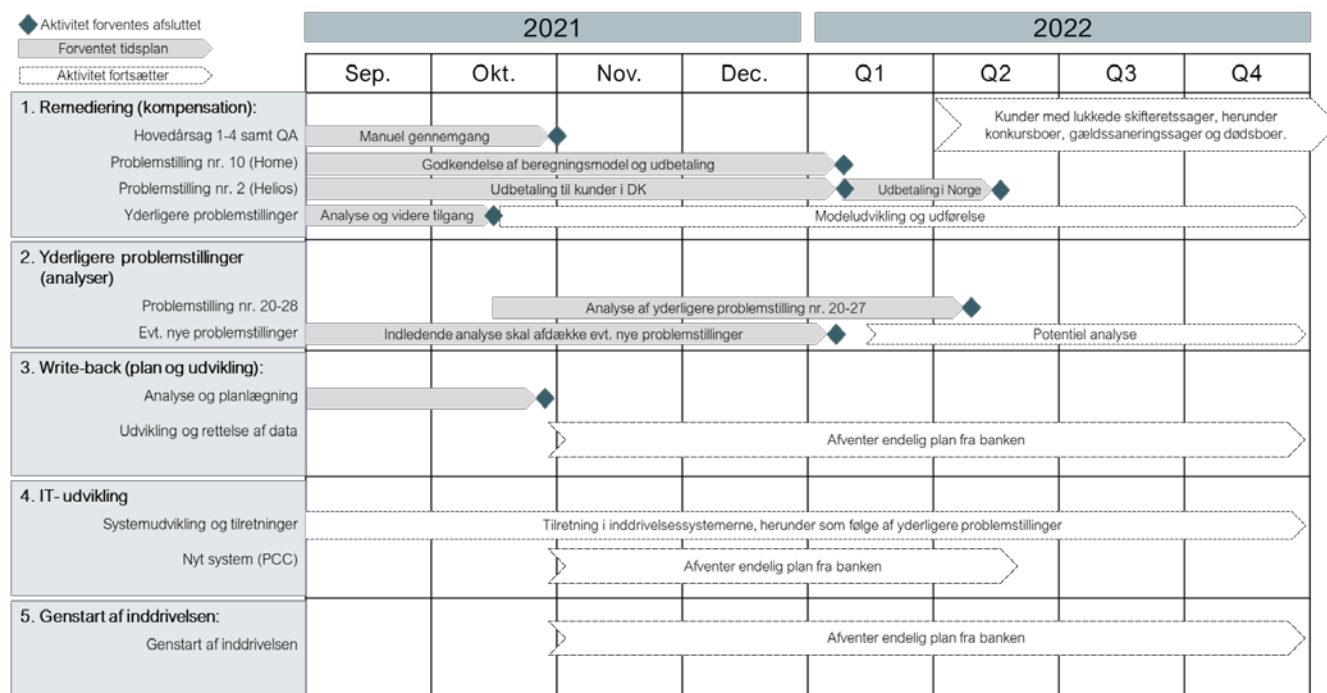 Aktivitet forventes afsluttet
Forventet tidsplan
Aktivitet fortsætter
2021
2022
Sep.
Okt.
Nov.
Dec.
Q1
Q2
Q3
Q4
1. Remediering (kompensation):
Kunder med lukkede skifteretssager, herunder
konkursboer, gældssaneringssager og dødsboer.
Hovedårsag 1-4 samt QA
Manuel gennemgang
Problemstilling nr. 10 (Home)
Godkendelse af beregningsmodel og udbetaling
Problemstilling nr. 2 (Helios)
Udbetaling til kunder i DK
Udbetaling i Norge
Yderligere problemstillinger
Analyse og videre tilgang
Modeludvikling og udførelse
2. Yderligere problemstillinger
(analyser)
Problemstilling nr. 20-28
Analyse af yderligere problemstilling nr. 20-27
Evt. nye problemstillinger
Indledende analyse skal afdække evt. nye problemstillinger
Potentiel analyse
3. Write-back (plan og udvikling):
Analyse og planlægning
Udvikling og rettelse af data
Afventer endelig plan fra banken
4. IT- udvikling
Systemudvikling og tilretninger
Tilretning i inddrivelsessystemerne, herunder som følge af yderligere problemstillinger
Nyt system (PCC)
Afventer endelig plan fra banken
5. Genstart af inddrivelsen:
Genstart af inddrivelsen
Afventer endelig plan fra banken